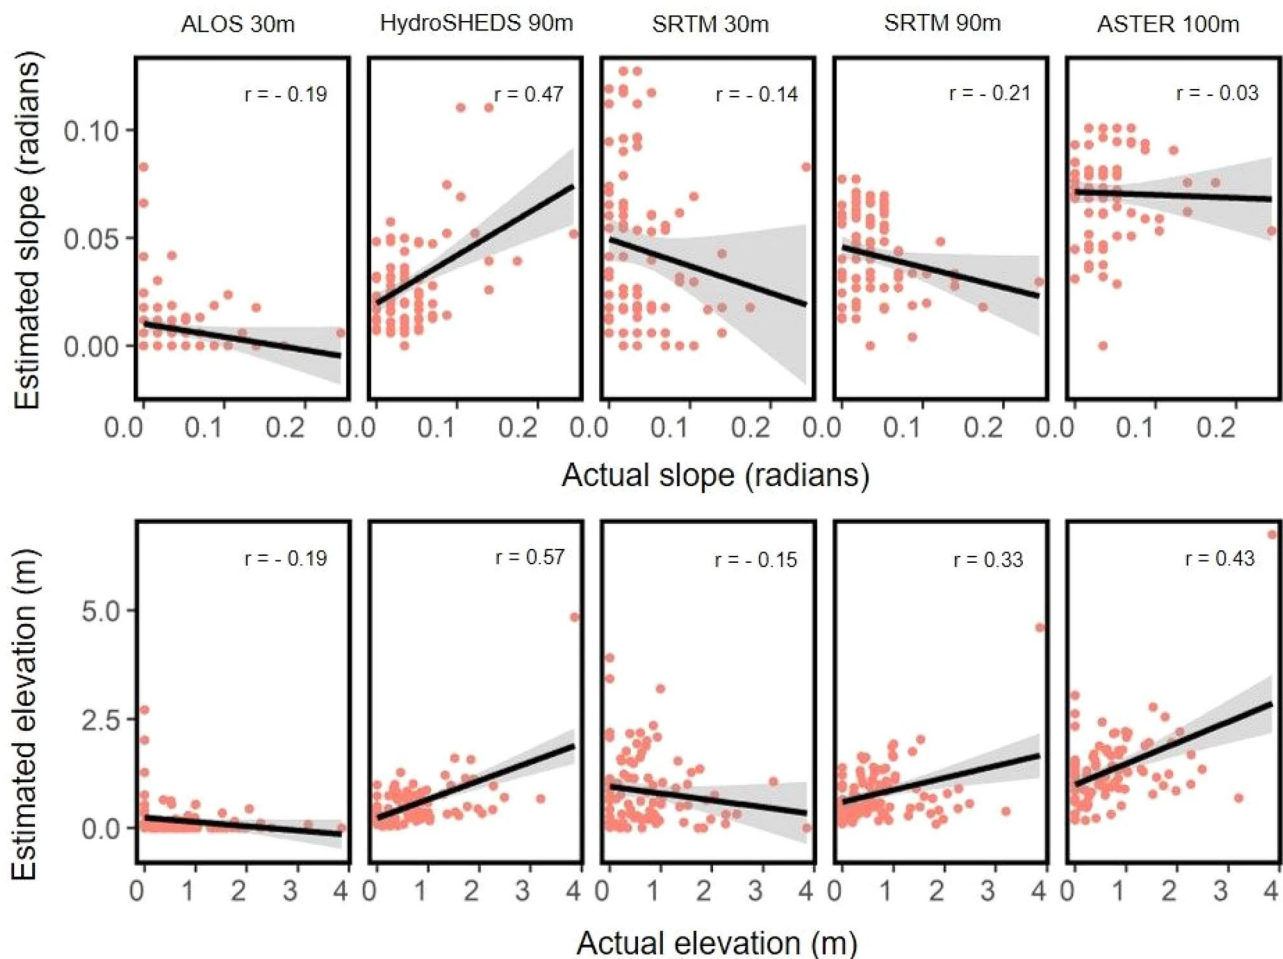 ALOS 30m HydroSHEDS 90m SRTM 30m SRTM 90m ASTER 100m
r = - 0.19 r = 0.47 r = - 0.14 r = - 0.21 r = - 0.03
Estimated slope (radians)
0.10
0.05
0.00
0.0 0.1 0.2 0.0 0.1 0.2 0.0 0.1 0.2 0.0 0.1 0.2 0.0 0.1 0.2
Actual slope (radians)
r = - 0.19 r = 0.57 r = - 0.15 r = 0.33 r = 0.43
Estimated elevation (m)
5.0
2.5
0.0
0 1 2 3 4 0 1 2 3 4 0 1 2 3 4 0 1 2 3 4 0 1 2 3 4
Actual elevation (m)